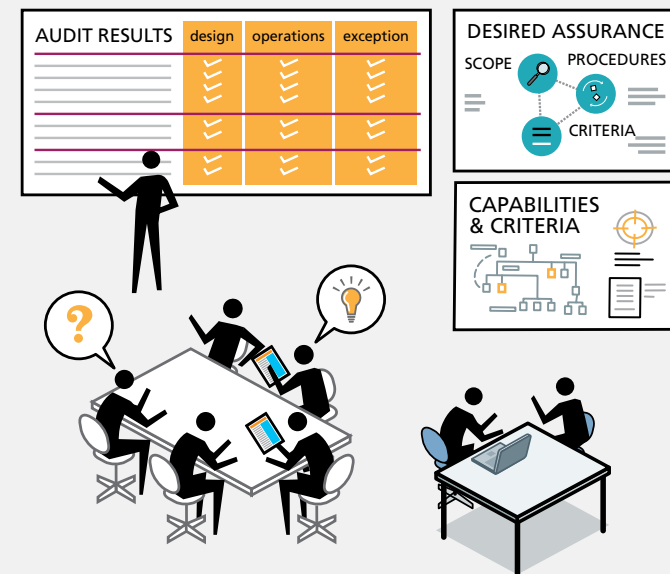 AUDIT RESULTS design operations exception
DESIRED ASSURANCE
SCOPE PROCEDURES
CRITERIA
CAPABILITIES
& CRITERIA
?